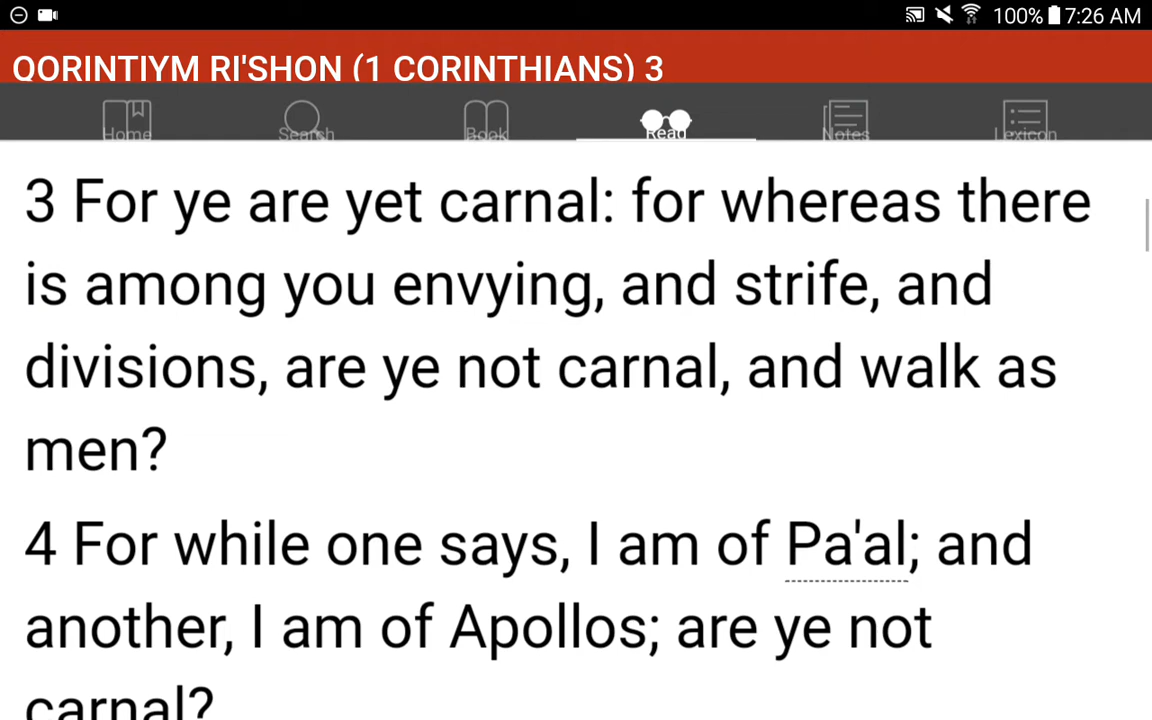 100% 7:26 AM
QORINTIYM RI'SHON (1 CORINTHIANS) 3
Home Search Book Read Notes Lexicon
3 For ye are yet carnal: for whereas there
is among you envying, and strife, and
divisions, are ye not carnal, and walk as
men?
4 For while one says, I am of Pa'al; and
another, I am of Apollos; are ye not
carnal?